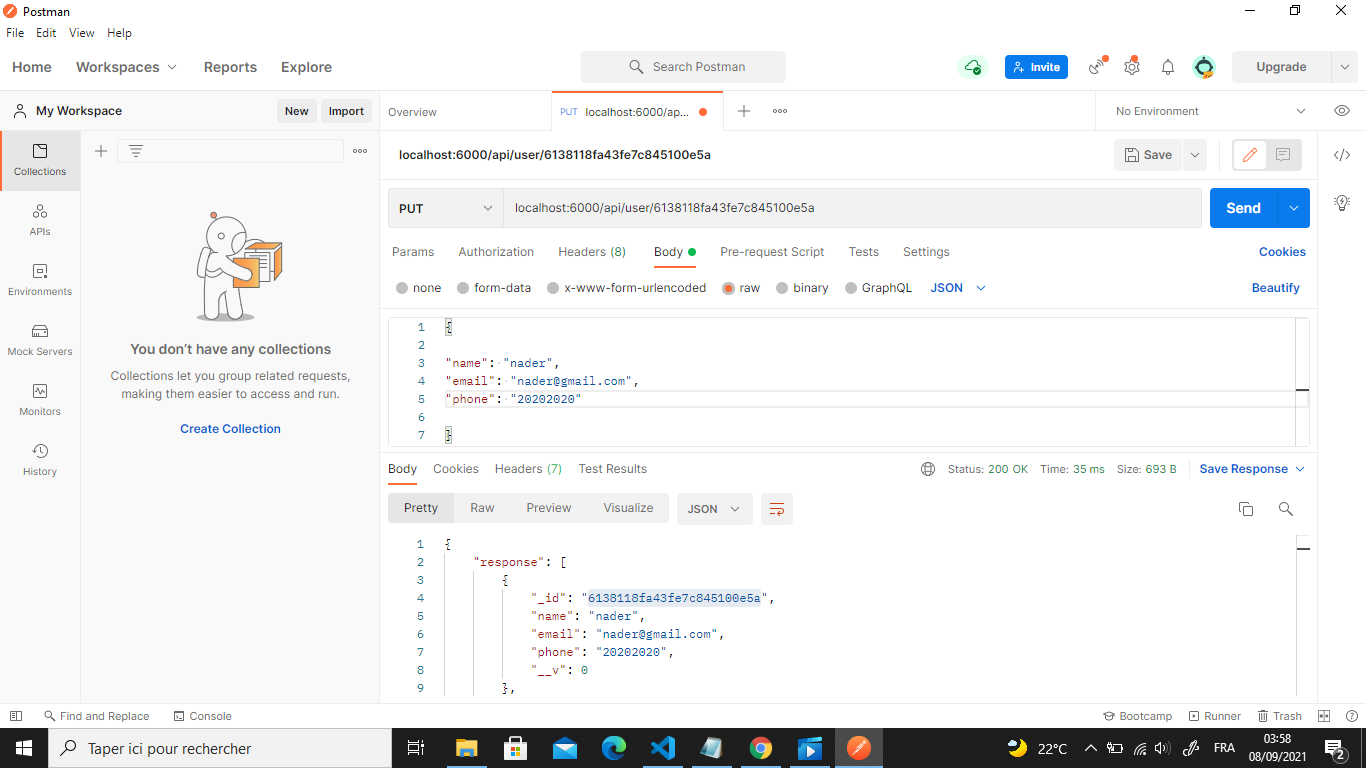 Postman
File Edit View Help
Home Workspaces Reports Explore Search Postman Invite Upgrade
My Workspace New Import Overview PUT localhost:6000/ap... No Environment
Collections
APIs
Environments
Mock Servers
Monitors
History
You don't have any collections
Collections let you group related requests,
making them easier to access and run.
Create Collection
localhost:6000/api/user/6138118fa43fe7c845100e5a Save
PUT localhost:6000/api/user/6138118fa43fe7c845100e5a Send
Params Authorization Headers (8) Body Pre-request Script Tests Settings Cookies
none form-data x-www-form-urlencoded raw binary GraphQL JSON Beautify
1 {
2
3 "name": "nader",
4 "email": "nader@gmail.com",
5 "phone": "20202020"
6
7 }
Body Cookies Headers (7) Test Results Status: 200 OK Time: 35 ms Size: 693 B Save Response
Pretty Raw Preview Visualize JSON
1 {
2 "response": [
3 {
4 "_id": "6138118fa43fe7c845100e5a",
5 "name": "nader",
6 "email": "nader@gmail.com",
7 "phone": "20202020",
8 "__v": 0
9 },
Find and Replace Console Bootcamp Runner Trash
Taper ici pour rechercher 22°C FRA 03:58
08/09/2021 2